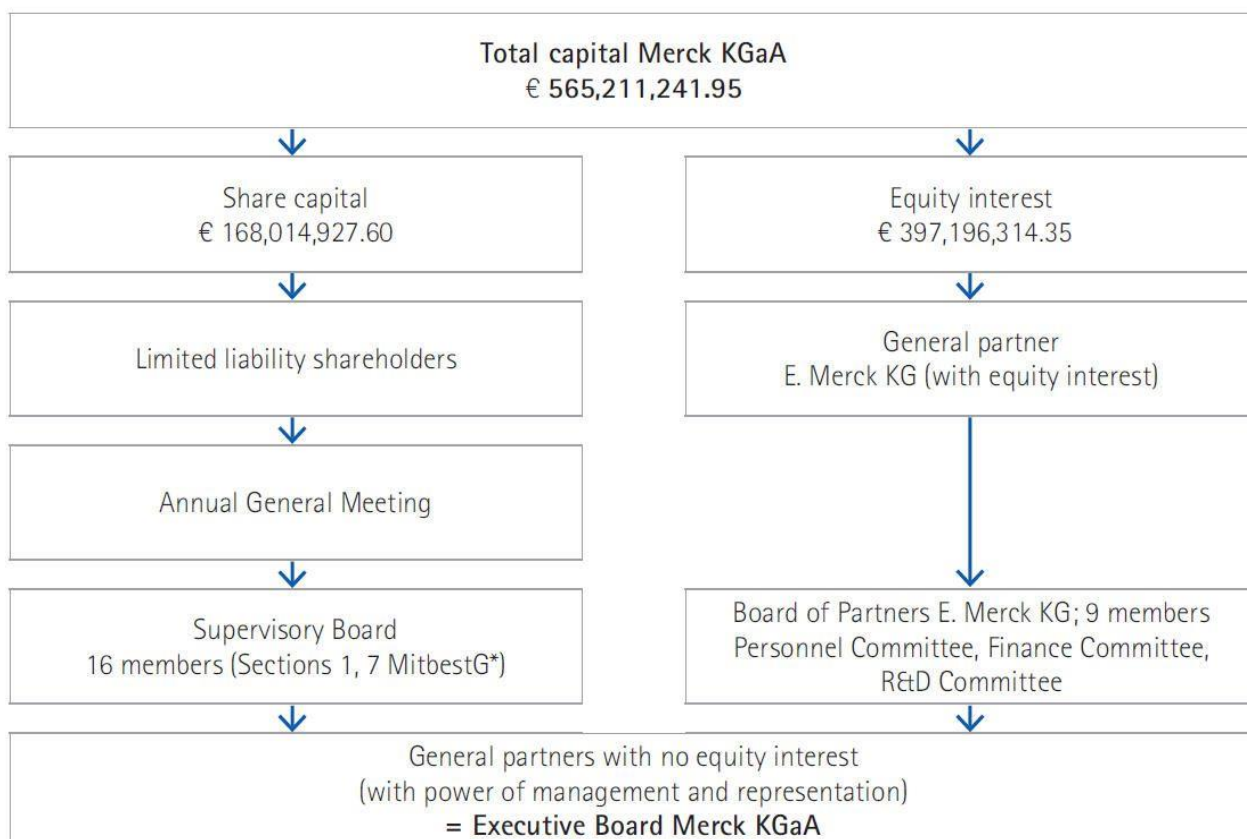 Total capital Merck KGaA
€ 565,211,241.95
Share capital
€ 168,014,927.60
Equity interest
€ 397,196,314.35
Limited liability shareholders
General partner
E. Merck KG (with equity interest)
Annual General Meeting
Supervisory Board
16 members (Sections 1, 7 MitbestG*)
Board of Partners E. Merck KG; 9 members
Personnel Committee, Finance Committee,
R&D Committee
General partners with no equity interest
(with power of management and representation)
= Executive Board Merck KGaA